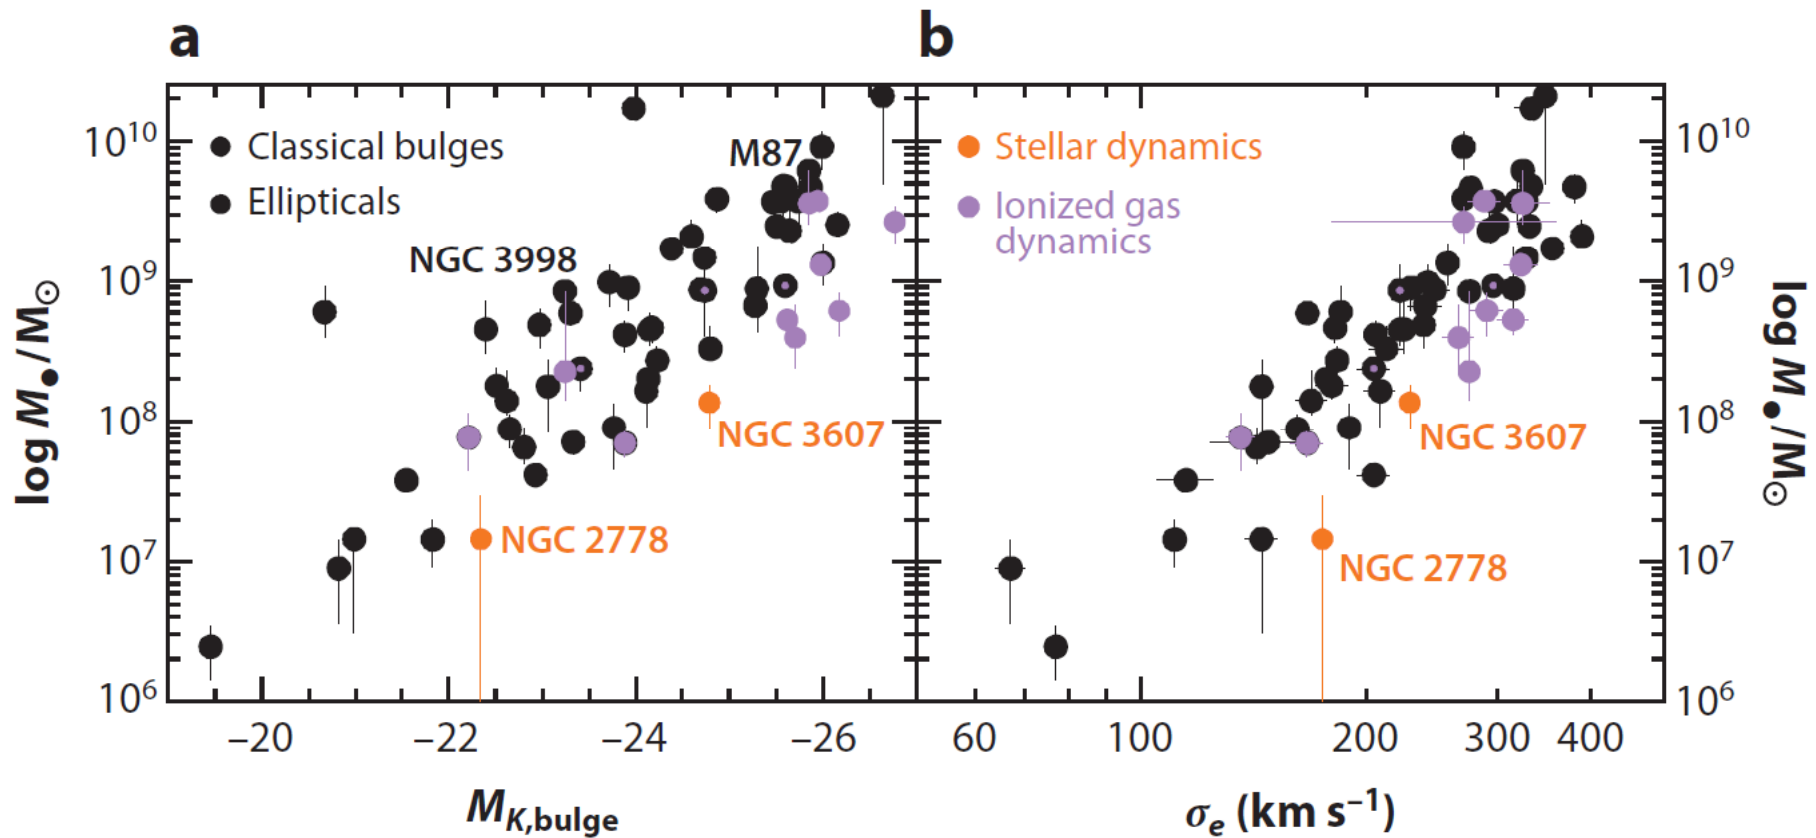 a
b
10¹⁰
10⁹
10⁸
10⁷
10⁶
log M●/M⊙
Classical bulges
Ellipticals
M87
NGC 3998
NGC 3607
NGC 2778
–20
–22
–24
–26
M_K,bulge
Stellar dynamics
Ionized gas
dynamics
NGC 3607
NGC 2778
60
100
200
300
400
σₑ (km s⁻¹)
10¹⁰
10⁹
10⁸
10⁷
10⁶
log M●/M⊙